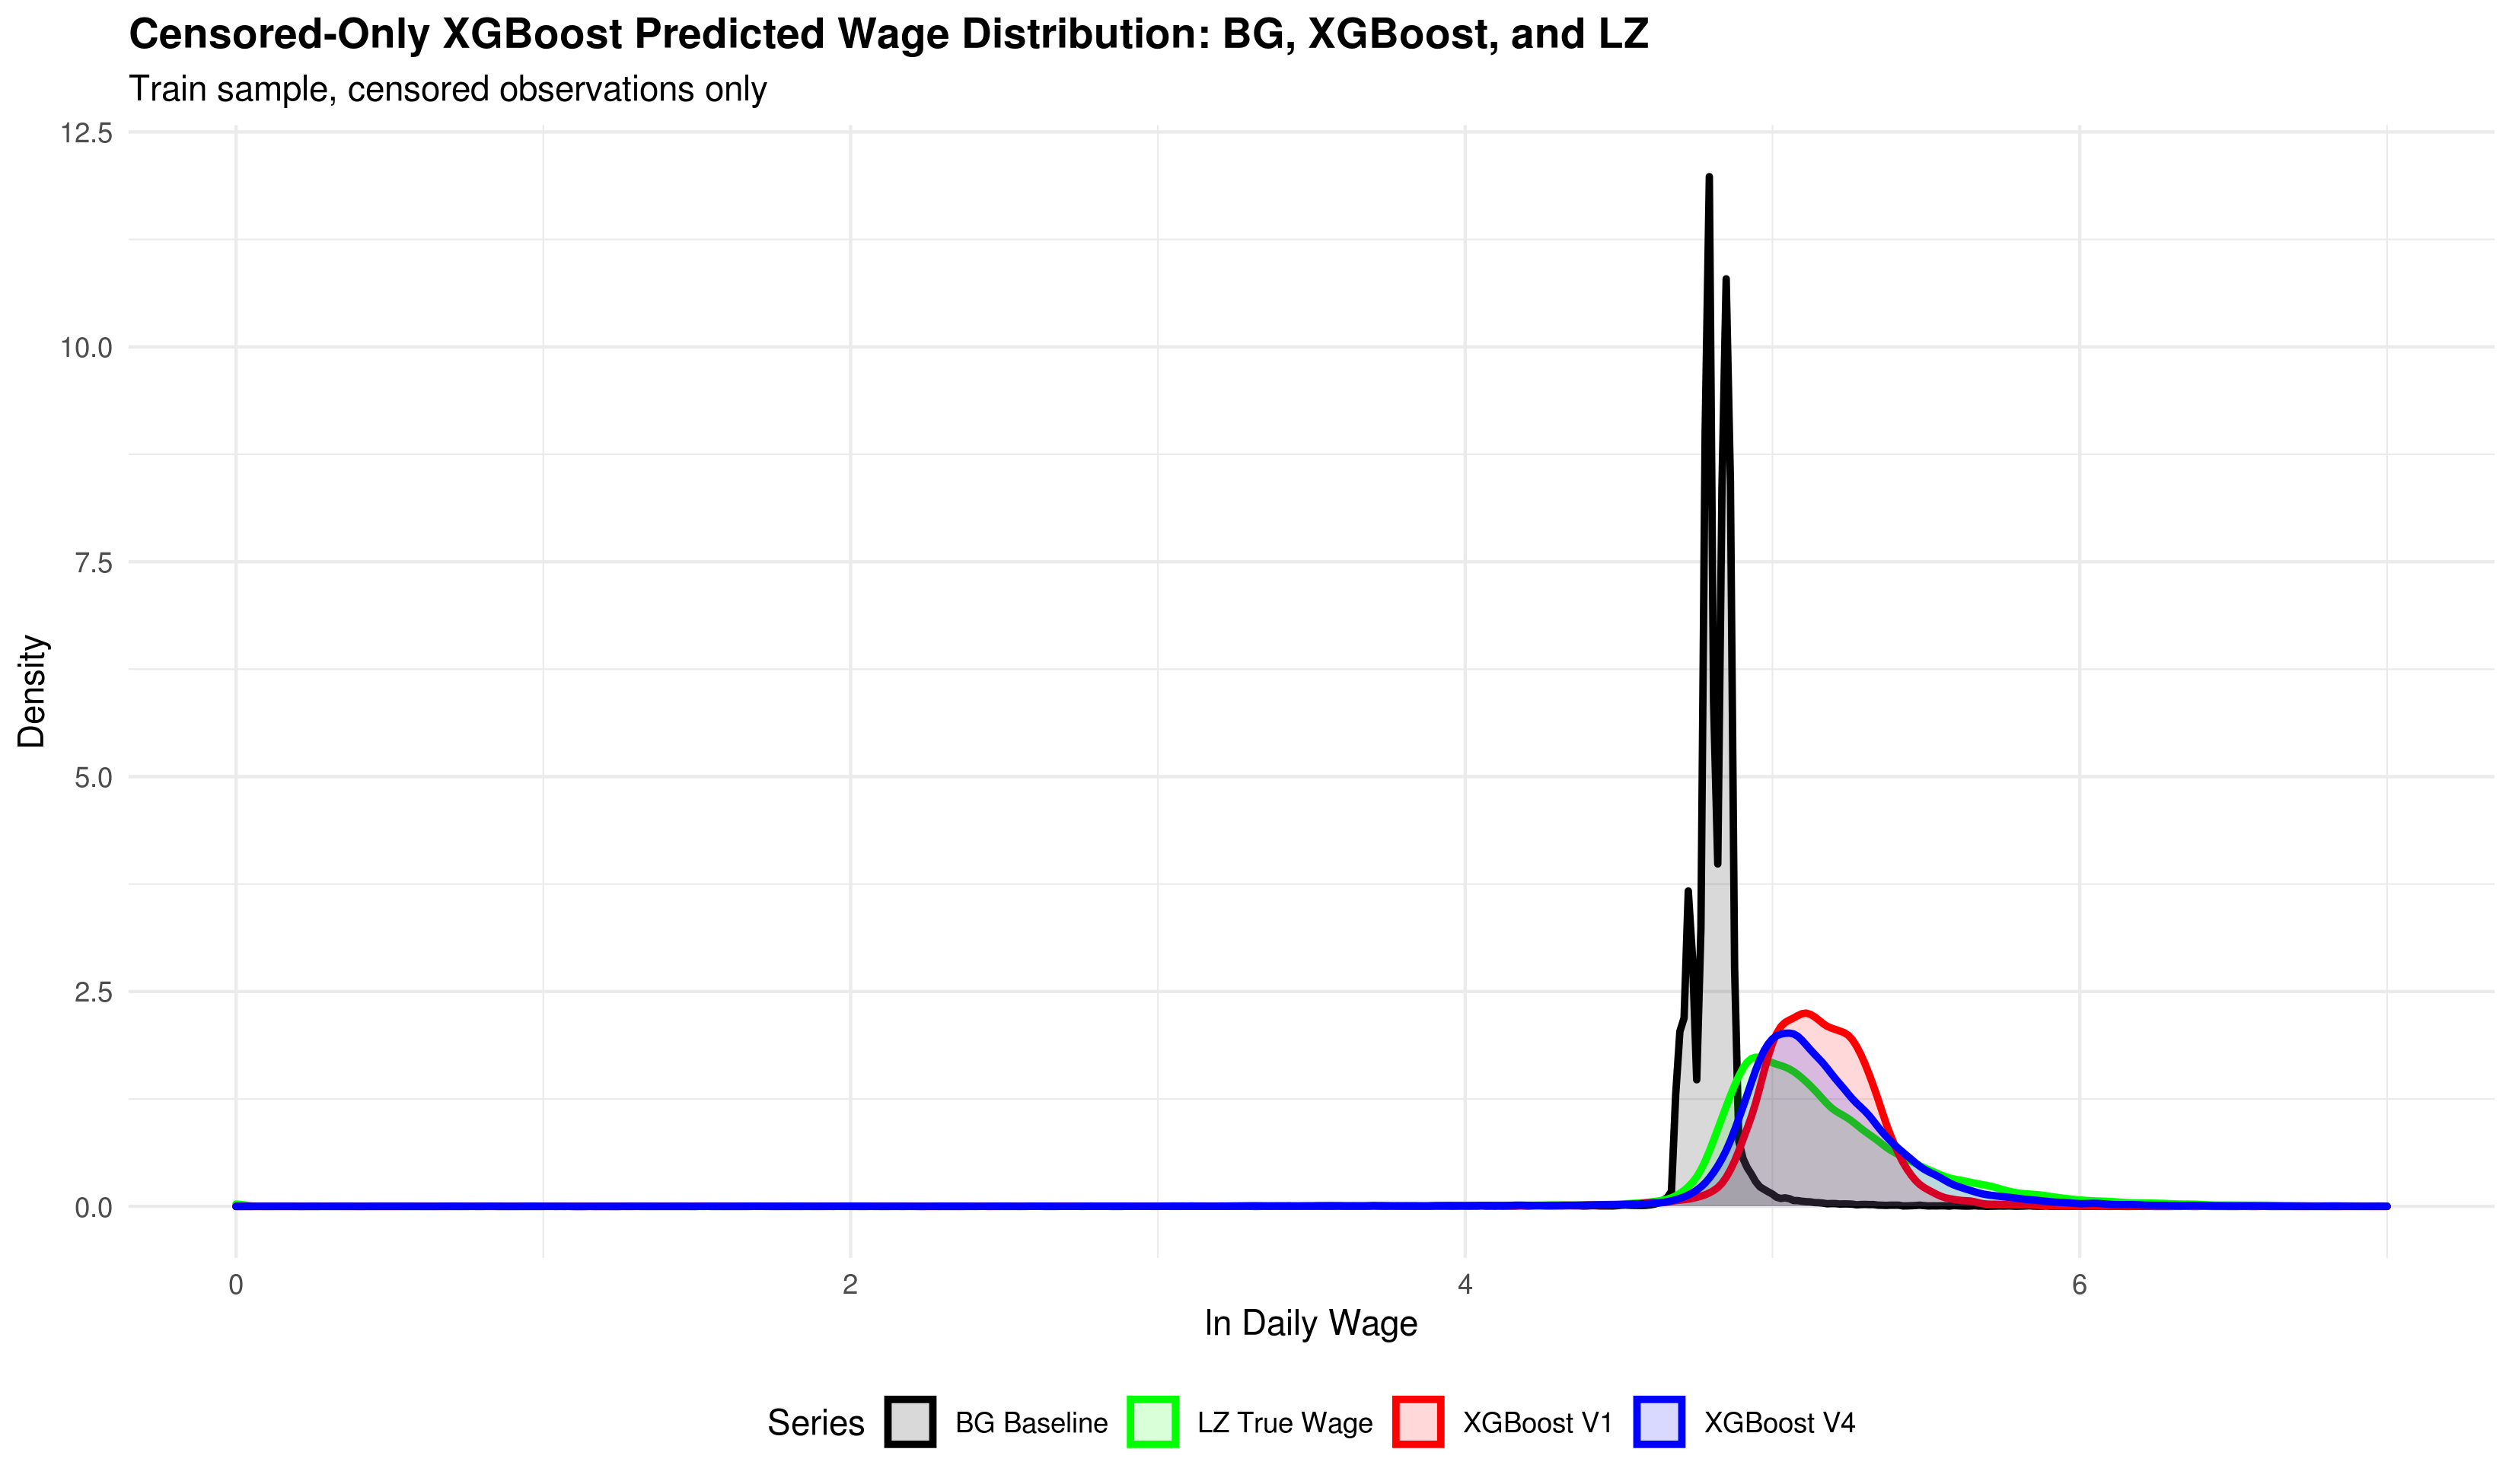 Censored-Only XGBoost Predicted Wage Distribution: BG, XGBoost, and LZ
Train sample, censored observations only
12.5
10.0
7.5
5.0
2.5
0.0
Density
0 2 4 6
ln Daily Wage
Series BG Baseline LZ True Wage XGBoost V1 XGBoost V4